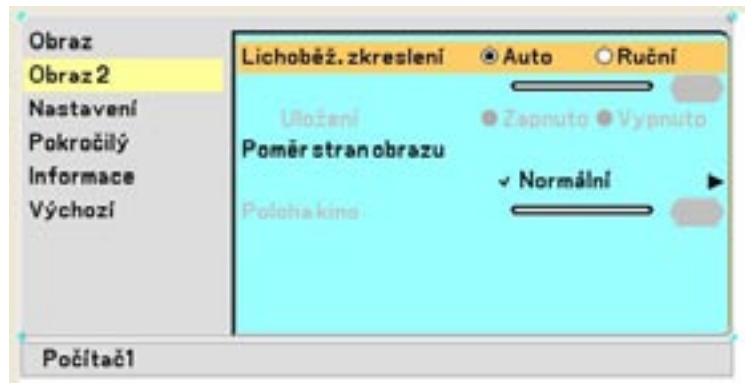 Obraz
Obraz 2
Nastavení
Pokročilý
Informace
Výchozí
Lichoběž. zkreslení Auto Ruční
Uložení Zapnuto Vypnuto
Poměr stran obrazu
✓ Normální ▶
Poloha kino
Počítač1